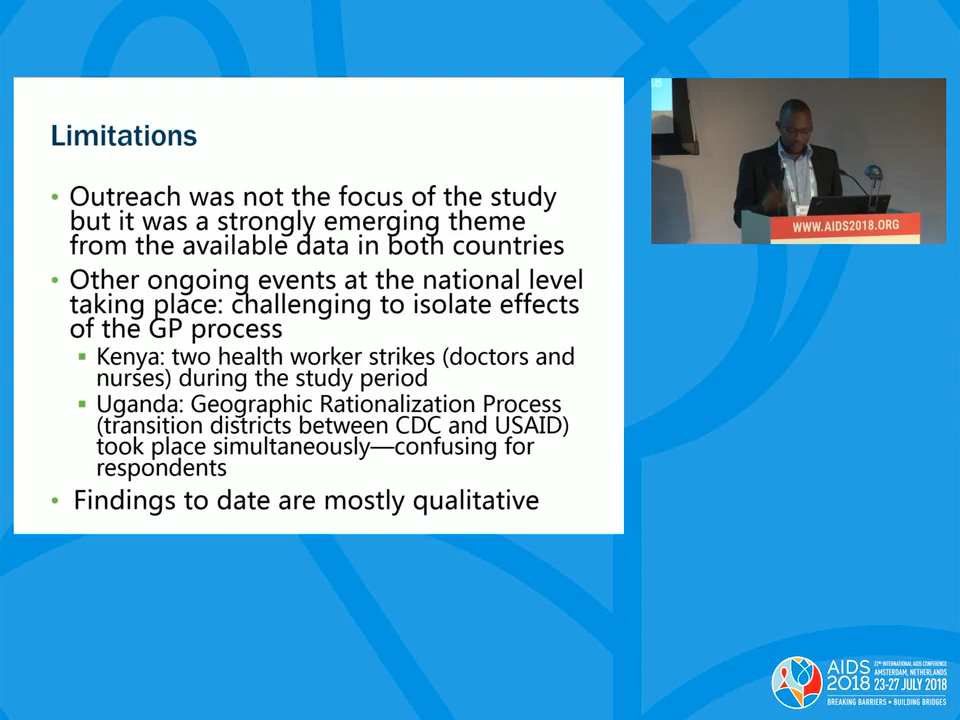 Limitations
• Outreach was not the focus of the study
but it was a strongly emerging theme
from the available data in both countries
• Other ongoing events at the national level
taking place: challenging to isolate effects
of the GP process
▪ Kenya: two health worker strikes (doctors and
nurses) during the study period
▪ Uganda: Geographic Rationalization Process
(transition districts between CDC and USAID)
took place simultaneously—confusing for
respondents
• Findings to date are mostly qualitative
WWW.AIDS2018.ORG
AIDS
2018
22ND INTERNATIONAL AIDS CONFERENCE
AMSTERDAM, NETHERLANDS
23-27 JULY 2018
BREAKING BARRIERS • BUILDING BRIDGES